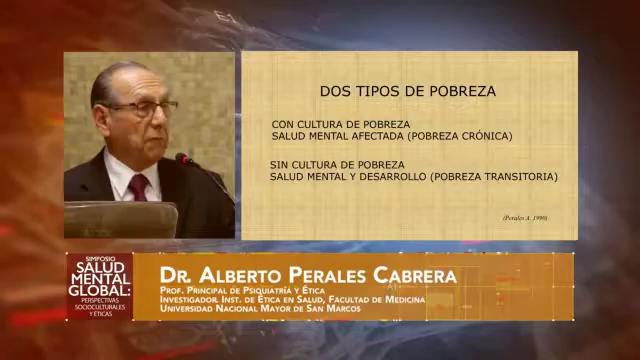 DOS TIPOS DE POBREZA
CON CULTURA DE POBREZA
SALUD MENTAL AFECTADA (POBREZA CRÓNICA)
SIN CULTURA DE POBREZA
SALUD MENTAL Y DESARROLLO (POBREZA TRANSITORIA)
(Perales A. 1990)
SIMPOSIO
SALUD
MENTAL
GLOBAL:
PERSPECTIVAS
SOCIOCULTURALES
Y ÉTICAS
DR. ALBERTO PERALES CABRERA
PROF. PRINCIPAL DE PSIQUIATRÍA Y ÉTICA
INVESTIGADOR. INST. DE ÉTICA EN SALUD, FACULTAD DE MEDICINA
UNIVERSIDAD NACIONAL MAYOR DE SAN MARCOS